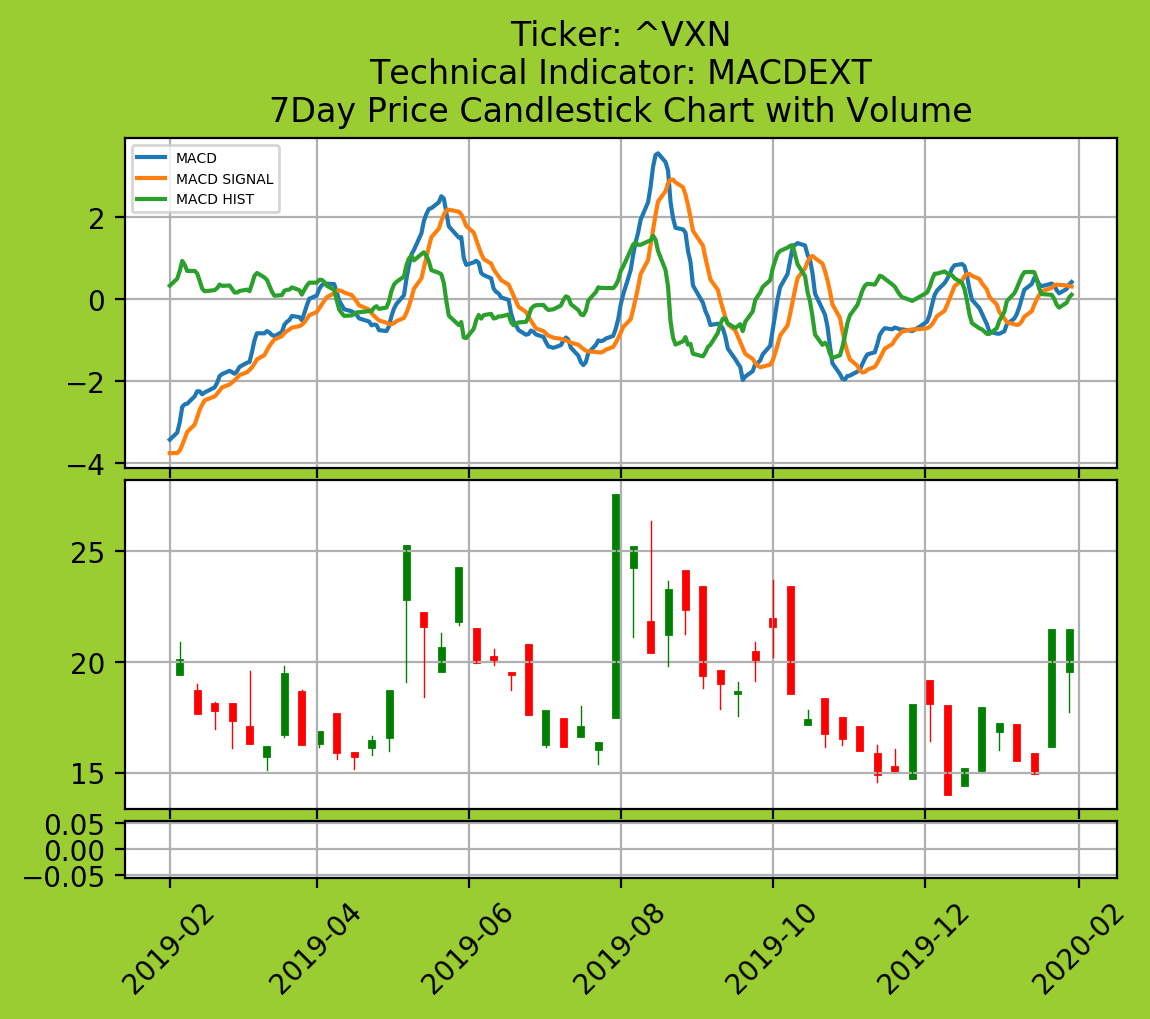 Ticker: ^VXN
Technical Indicator: MACDEXT
7Day Price Candlestick Chart with Volume
MACD
MACD SIGNAL
MACD HIST
2
0
−2
−4
25
20
15
0.05
0.00
−0.05
2019-02
2019-04
2019-06
2019-08
2019-10
2019-12
2020-02